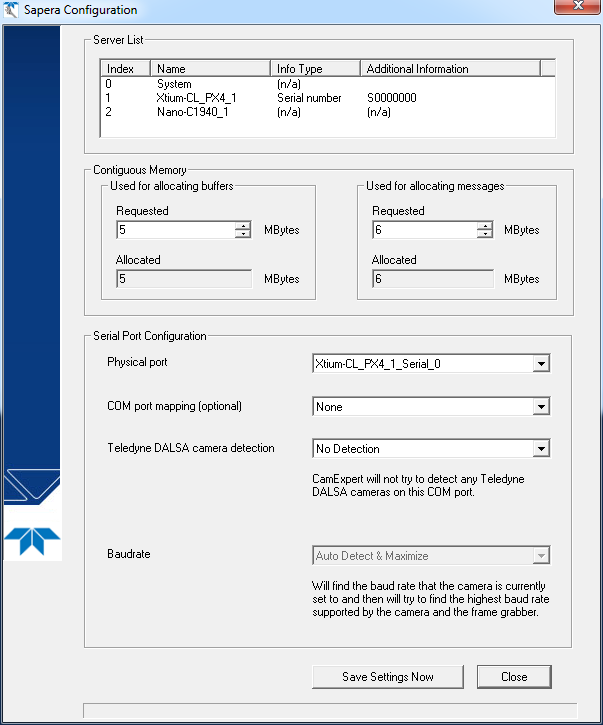 Sapera Configuration
Server List
Index Name Info Type Additional Information
0 System (n/a)
1 Xtium-CL_PX4_1 Serial number S0000000
2 Nano-C1940_1 (n/a) (n/a)
Contiguous Memory
Used for allocating buffers
Requested
5 MBytes
Allocated
5 MBytes
Used for allocating messages
Requested
6 MBytes
Allocated
6 MBytes
Serial Port Configuration
Physical port Xtium-CL_PX4_1_Serial_0
COM port mapping (optional) None
Teledyne DALSA camera detection No Detection
CamExpert will not try to detect any Teledyne
DALSA cameras on this COM port.
Baudrate Auto Detect & Maximize
Will find the baud rate that the camera is currently
set to and then will try to find the highest baud rate
supported by the camera and the frame grabber.
Save Settings Now Close